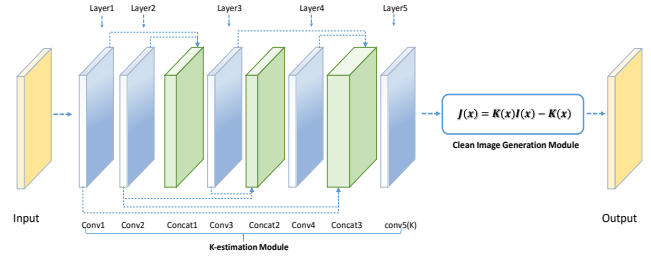 Layer1 Layer2 Layer3 Layer4 Layer5
J(x) = K(x)I(x) − K(x)
Clean Image Generation Module
Input
Output
Conv1 Conv2 Concat1 Conv3 Concat2 Conv4 Concat3 conv5(K)
K-estimation Module